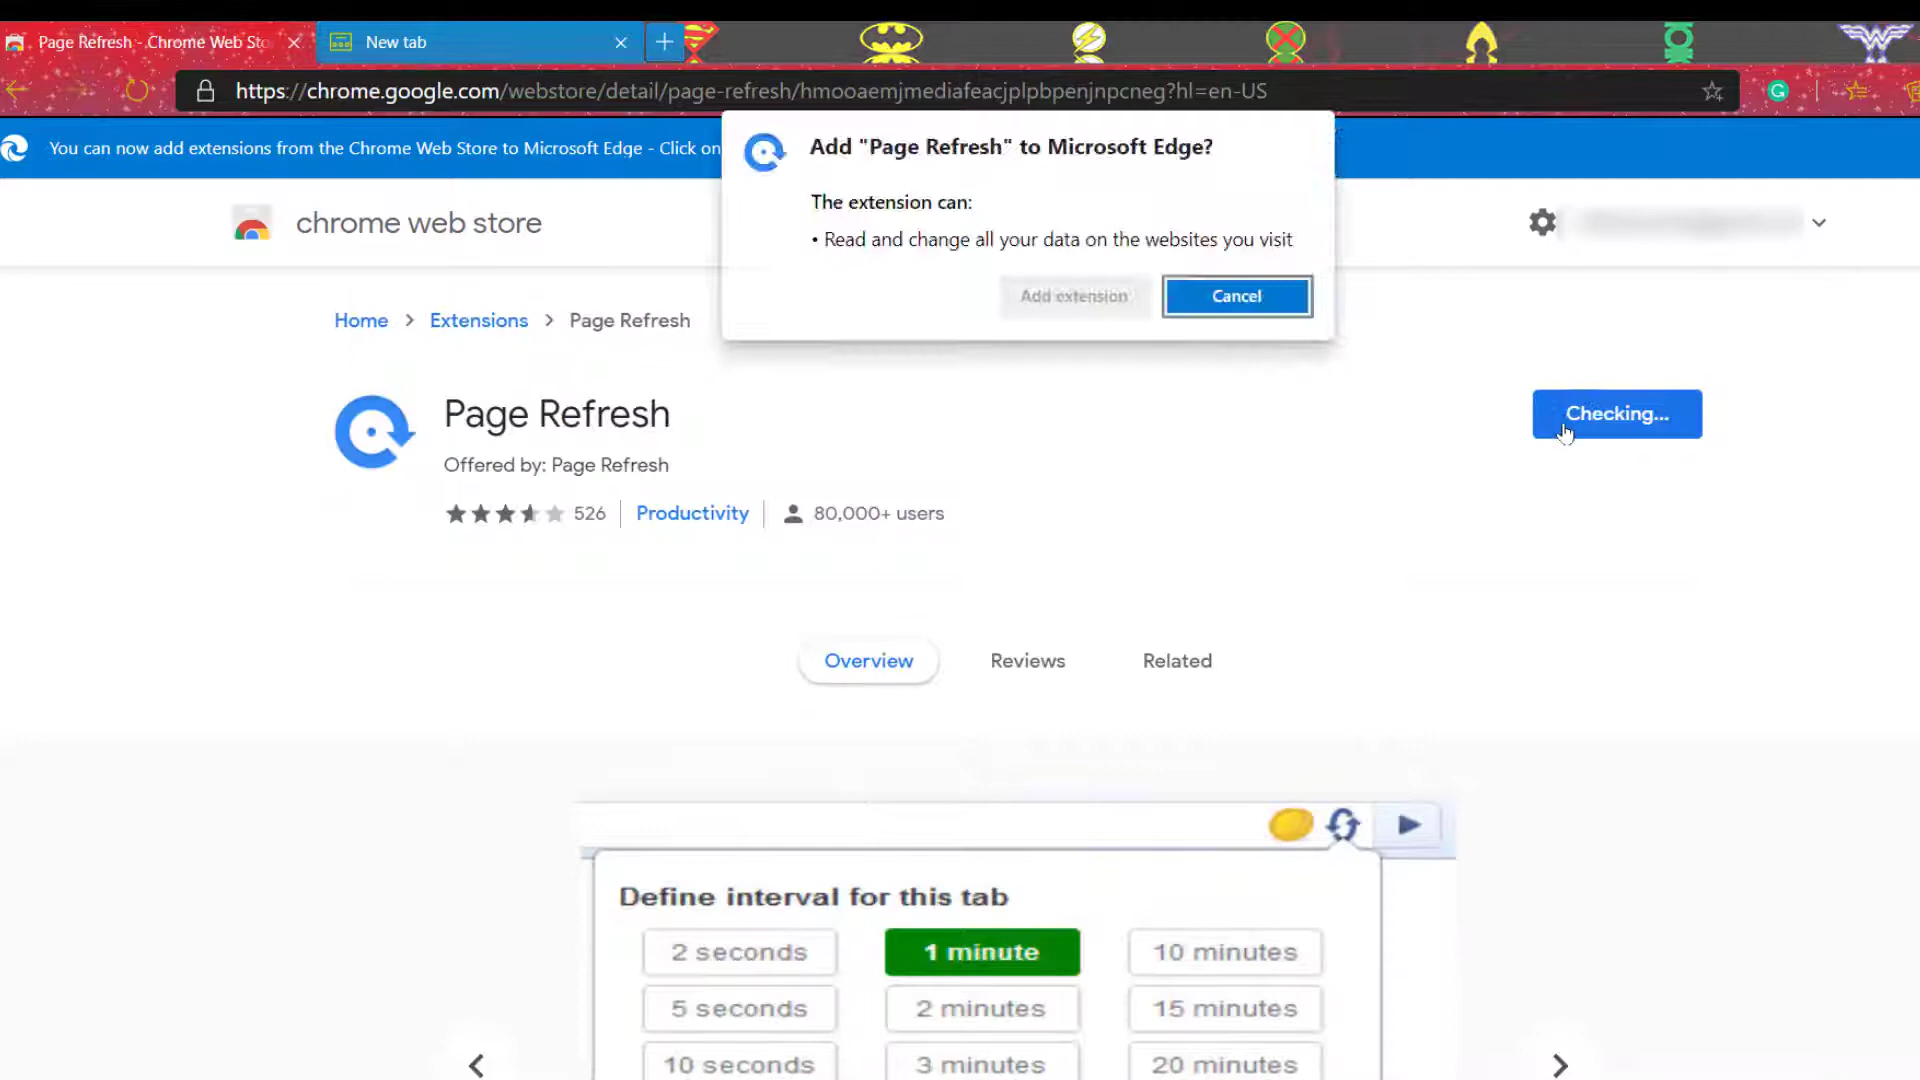 Page Refresh - Chrome Web Sto
New tab
https://chrome.google.com/webstore/detail/page-refresh/hmooaemjmediafeacjplpbpenjnpcneg?hl=en-US
G
You can now add extensions from the Chrome Web Store to Microsoft Edge - Click on
Add "Page Refresh" to Microsoft Edge?
The extension can:
• Read and change all your data on the websites you visit
Add extension
Cancel
chrome web store
Home > Extensions > Page Refresh
Page Refresh
Checking...
Offered by: Page Refresh
526
Productivity
80,000+ users
Overview
Reviews
Related
Define interval for this tab
2 seconds
1 minute
10 minutes
5 seconds
2 minutes
15 minutes
10 seconds
3 minutes
20 minutes